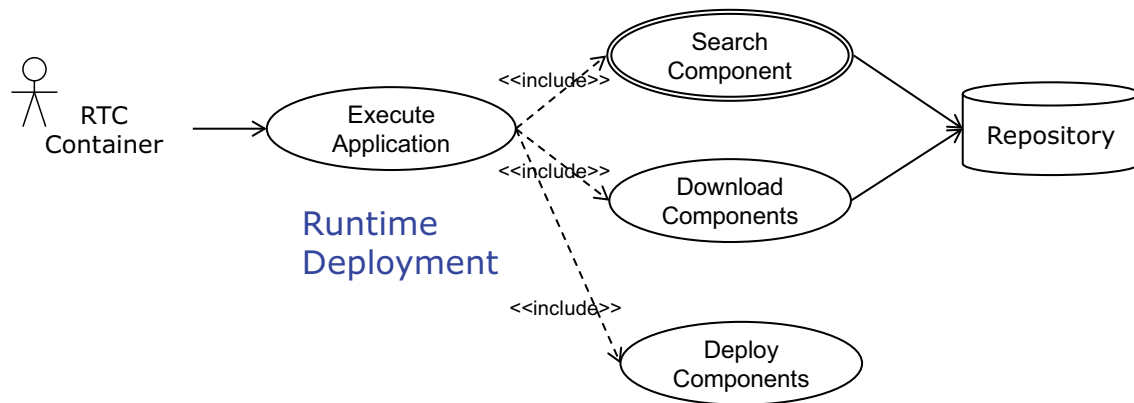 Search
Component
<<include>>
RTC
Container
Execute
Application
Repository
<<include>>
Download
Components
Runtime
Deployment
<<include>>
Deploy
Components